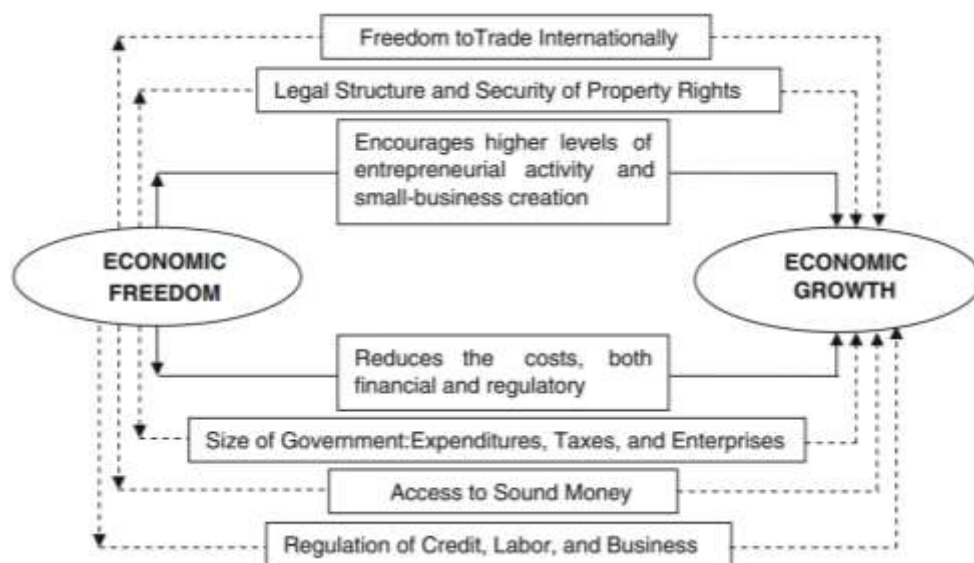 Freedom toTrade Internationally
Legal Structure and Security of Property Rights
Encourages higher levels of
entrepreneurial activity and
small-business creation
ECONOMIC
FREEDOM
ECONOMIC
GROWTH
Reduces the costs, both
financial and regulatory
Size of Government:Expenditures, Taxes, and Enterprises
Access to Sound Money
Regulation of Credit, Labor, and Business